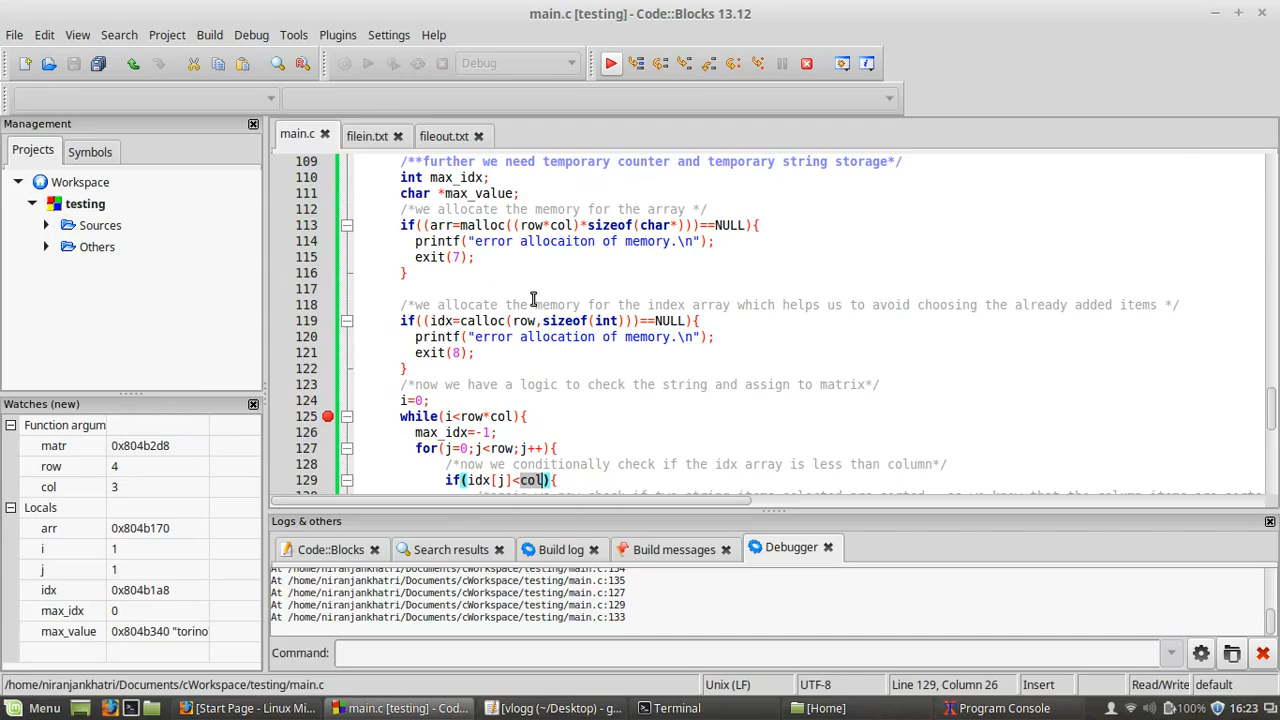 main.c [testing] - Code::Blocks 13.12
File Edit View Search Project Build Debug Tools Plugins Settings Help
Debug
Management
Projects Symbols
Workspace
testing
Sources
Others
Watches (new)
Function argum
matr 0x804b2d8
row 4
col 3
Locals
arr 0x804b170
i 1
j 1
idx 0x804b1a8
max_idx 0
max_value 0x804b340 "torino
main.c filein.txt fileout.txt
109 /**further we need temporary counter and temporary string storage*/
110 int max_idx;
111 char *max_value;
112 /*we allocate the memory for the array */
113 if((arr=malloc((row*col)*sizeof(char*)))==NULL){
114 printf("error allocaiton of memory.\n");
115 exit(7);
116 }
117
118 /*we allocate the memory for the index array which helps us to avoid choosing the already added items */
119 if((idx=calloc(row,sizeof(int)))==NULL){
120 printf("error allocation of memory.\n");
121 exit(8);
122 }
123 /*now we have a logic to check the string and assign to matrix*/
124 i=0;
125 while(i<row*col){
126 max_idx=-1;
127 for(j=0;j<row;j++){
128 /*now we conditionally check if the idx array is less than column*/
129 if(idx[j]<col){
Logs & others
Code::Blocks Search results Build log Build messages Debugger
At /home/niranjankhatri/Documents/cWorkspace/testing/main.c:134
At /home/niranjankhatri/Documents/cWorkspace/testing/main.c:135
At /home/niranjankhatri/Documents/cWorkspace/testing/main.c:127
At /home/niranjankhatri/Documents/cWorkspace/testing/main.c:129
At /home/niranjankhatri/Documents/cWorkspace/testing/main.c:133
Command:
/home/niranjankhatri/Documents/cWorkspace/testing/main.c Unix (LF) UTF-8 Line 129, Column 26 Insert Read/Write default
Menu [Start Page - Linux Mi... main.c [testing] - Cod... [vlogg (~/Desktop) - g... Terminal [Home] Program Console 100% 16:23